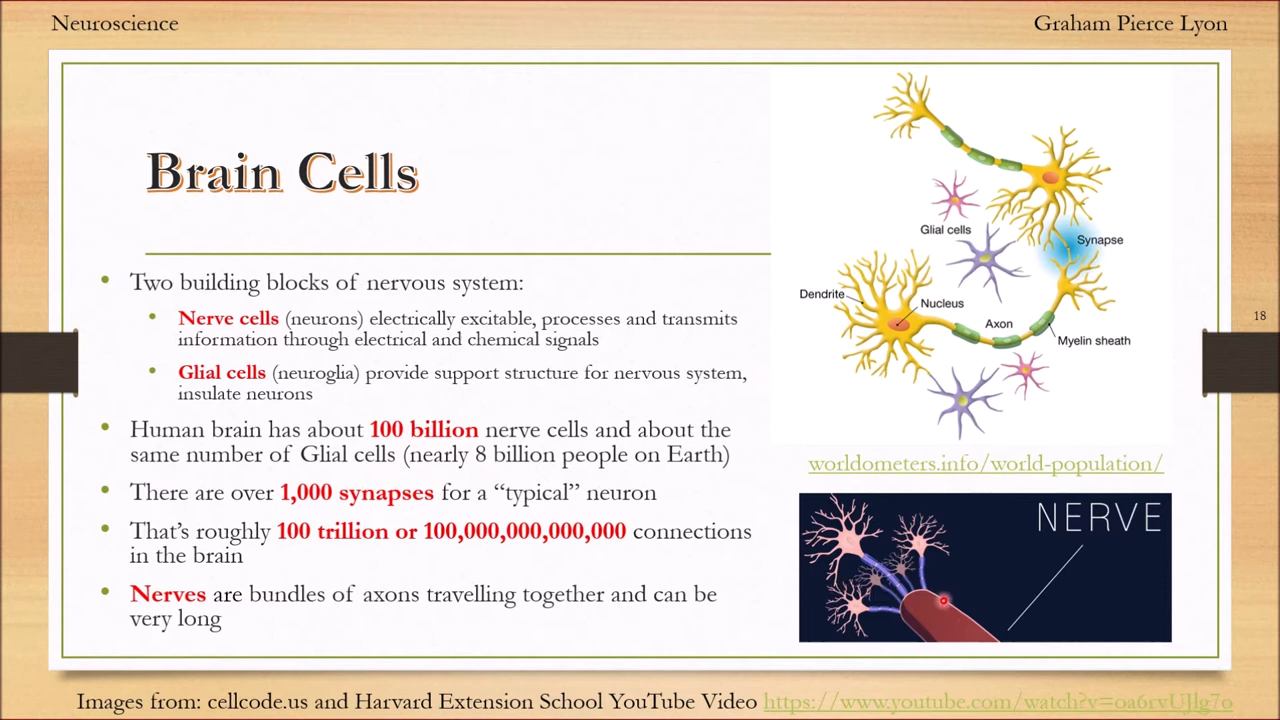 Neuroscience
Graham Pierce Lyon
Brain Cells
Two building blocks of nervous system:
Nerve cells (neurons) electrically excitable, processes and transmits
information through electrical and chemical signals
Glial cells (neuroglia) provide support structure for nervous system,
insulate neurons
Human brain has about 100 billion nerve cells and about the
same number of Glial cells (nearly 8 billion people on Earth)
There are over 1,000 synapses for a “typical” neuron
That’s roughly 100 trillion or 100,000,000,000,000 connections
in the brain
Nerves are bundles of axons travelling together and can be
very long
Glial cells
Synapse
Dendrite
Nucleus
Axon
Myelin sheath
18
worldometers.info/world-population/
NERVE
Images from: cellcode.us and Harvard Extension School YouTube Video https://www.youtube.com/watch?v=oa6rvUJlg7o